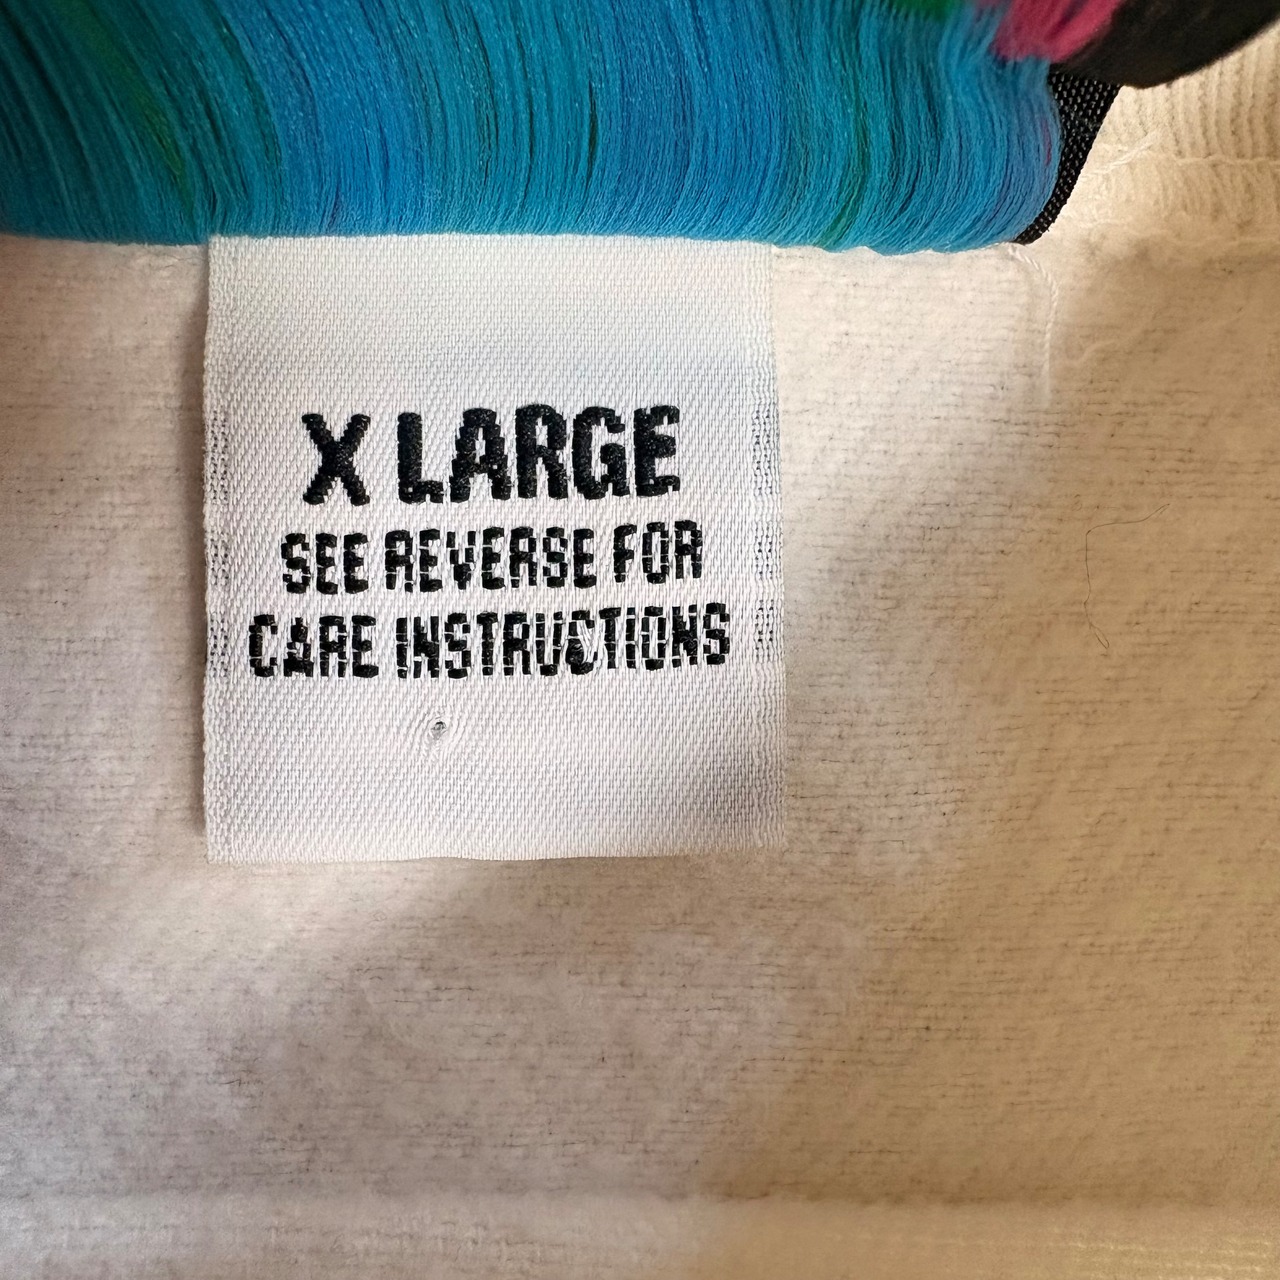 X LARGE
SEE REVERSE FOR
CARE INSTRUCTIONS